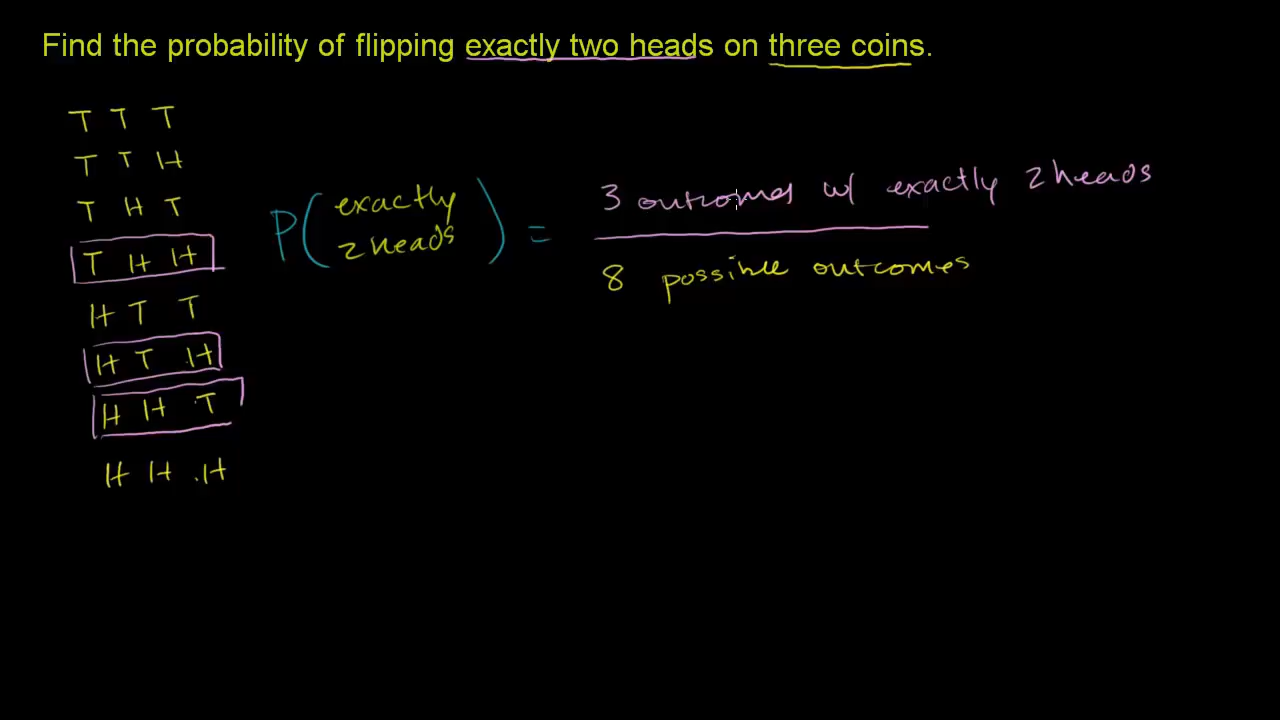 Find the probability of flipping exactly two heads on three coins.
T T T
T T H
T H T
T H H
H T T
H T H
H H T
H H H
P( exactly
2 heads ) =
3 outcomes w/ exactly 2 heads
8 possible outcomes